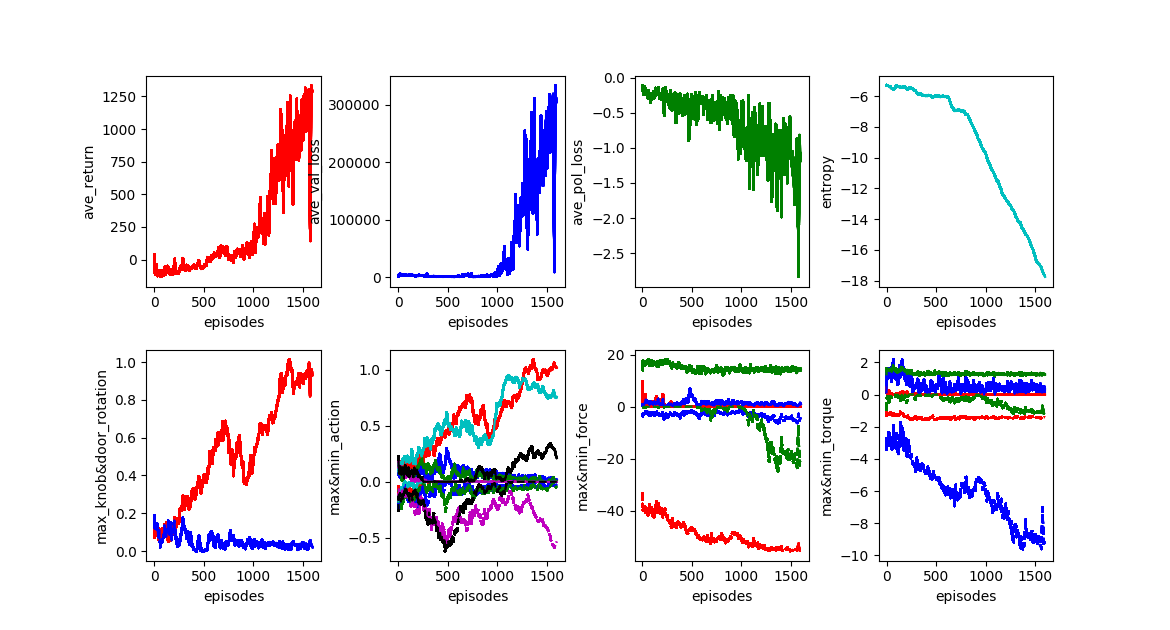 ave_return
1250
1000
750
500
250
0
0 500 1000 1500
episodes
ave_val_loss
300000
200000
100000
0
0 500 1000 1500
episodes
ave_pol_loss
0.0
−0.5
−1.0
−1.5
−2.0
−2.5
0 500 1000 1500
episodes
entropy
−6
−8
−10
−12
−14
−16
−18
0 500 1000 1500
episodes
max_knob&door_rotation
1.0
0.8
0.6
0.4
0.2
0.0
0 500 1000 1500
episodes
max&min_action
1.0
0.5
0.0
−0.5
0 500 1000 1500
episodes
max&min_force
20
0
−20
−40
0 500 1000 1500
episodes
max&min_torque
2
0
−2
−4
−6
−8
−10
0 500 1000 1500
episodes